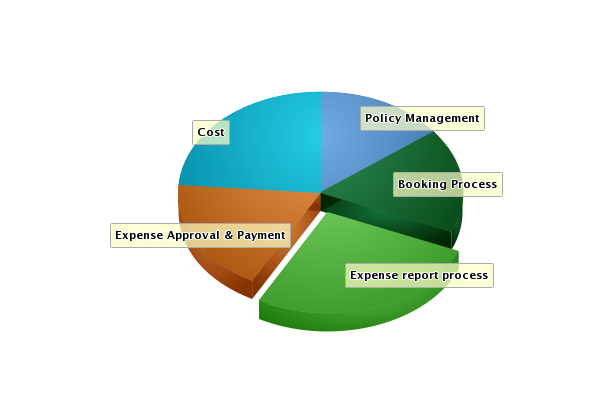 Policy Management
Cost
Booking Process
Expense Approval & Payment
Expense report process